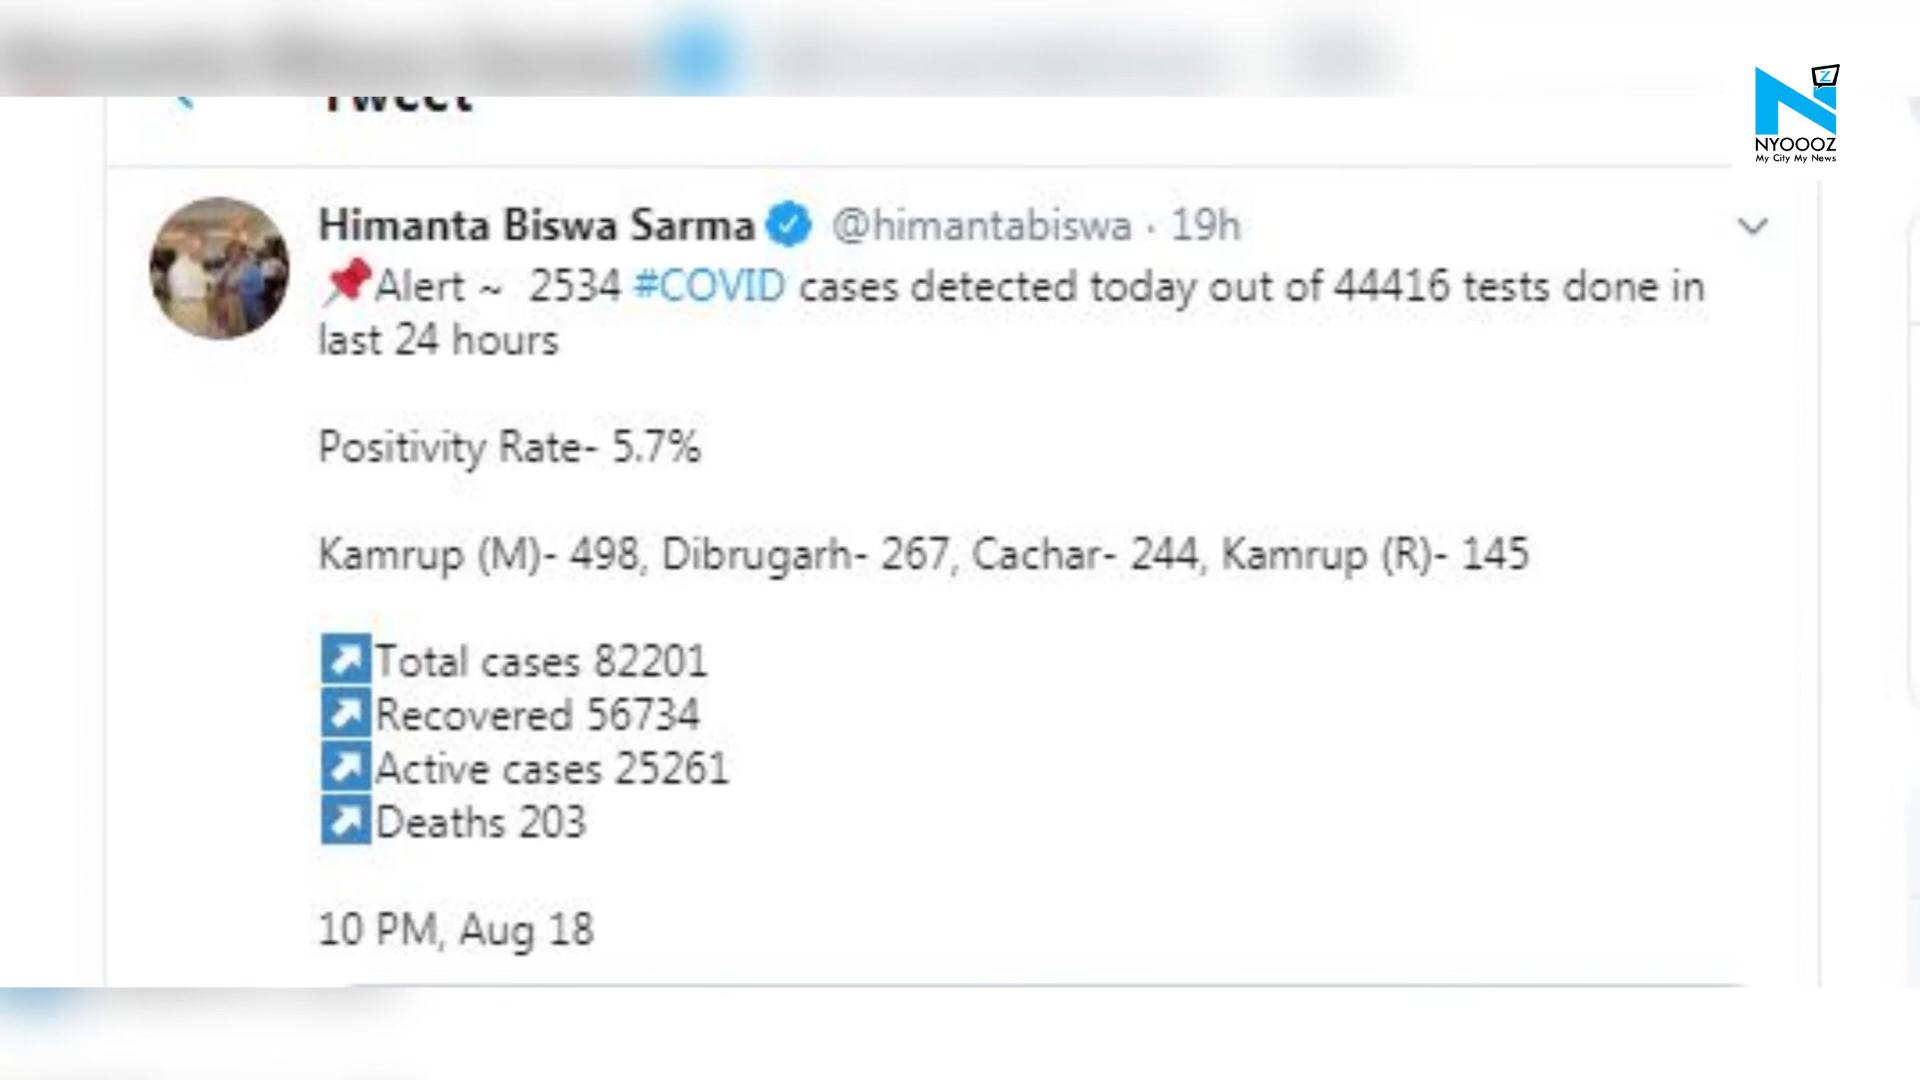 Tweet
Z
NYOOOZ
My City My News
Himanta Biswa Sarma @himantabiswa · 19h
📌Alert ~ 2534 #COVID cases detected today out of 44416 tests done in
last 24 hours
Positivity Rate- 5.7%
Kamrup (M)- 498, Dibrugarh- 267, Cachar- 244, Kamrup (R)- 145
↗Total cases 82201
↗Recovered 56734
↗Active cases 25261
↗Deaths 203
10 PM, Aug 18